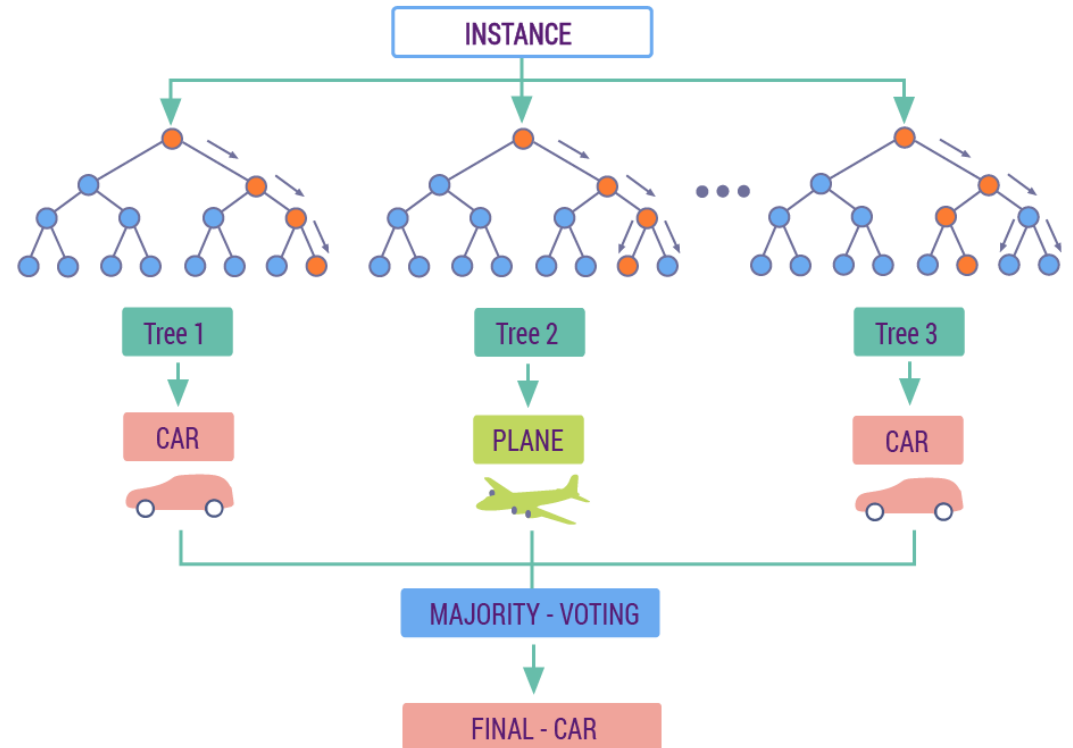 INSTANCE
Tree 1
Tree 2
Tree 3
CAR
PLANE
CAR
MAJORITY - VOTING
FINAL - CAR